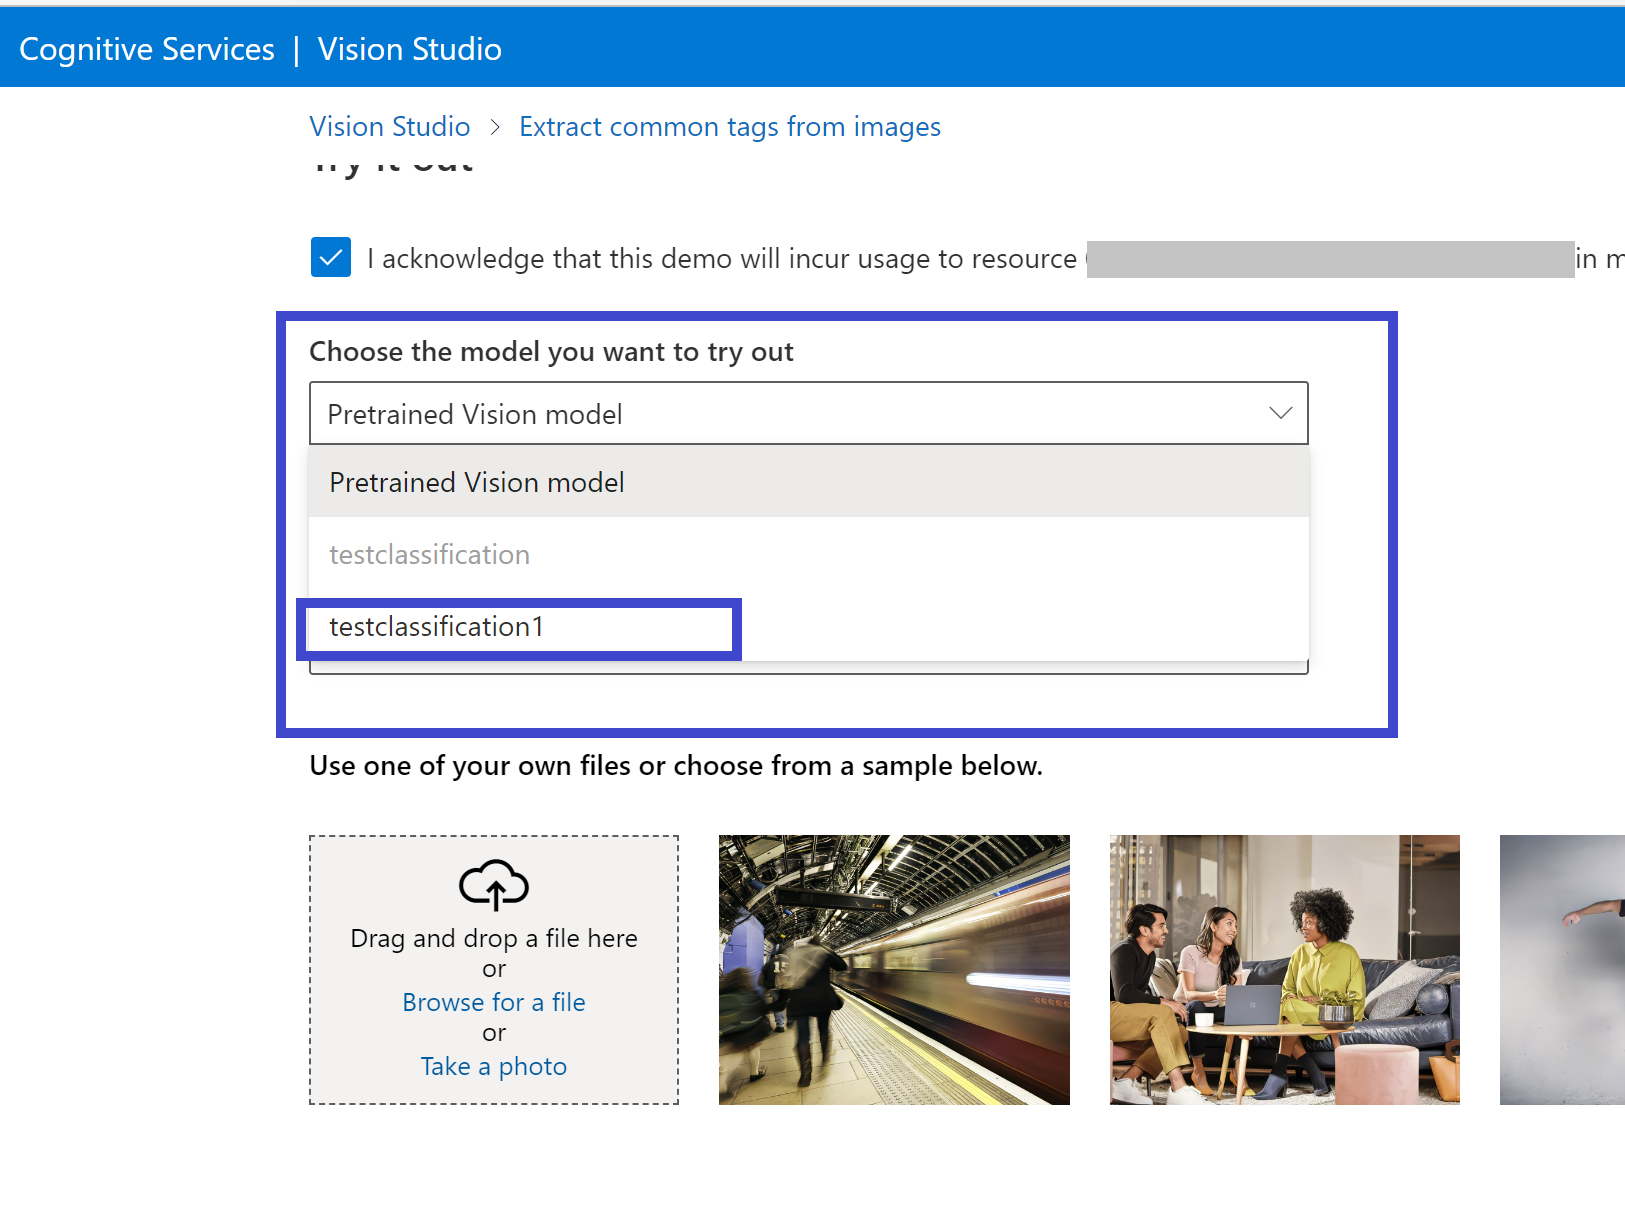 Cognitive Services | Vision Studio
Vision Studio > Extract common tags from images
Try it out
I acknowledge that this demo will incur usage to resource in m
Choose the model you want to try out
Pretrained Vision model
Pretrained Vision model
testclassification
testclassification1
Use one of your own files or choose from a sample below.
Drag and drop a file here
or
Browse for a file
or
Take a photo